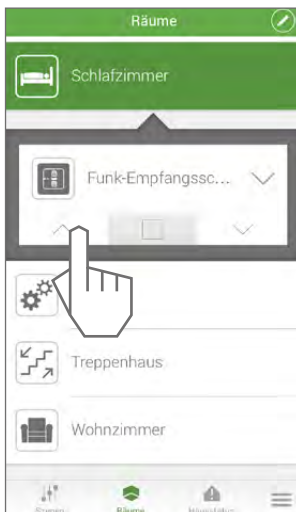 Räume
Schlafzimmer
Funk-Empfangssc...
Treppenhaus
Wohnzimmer
Räume